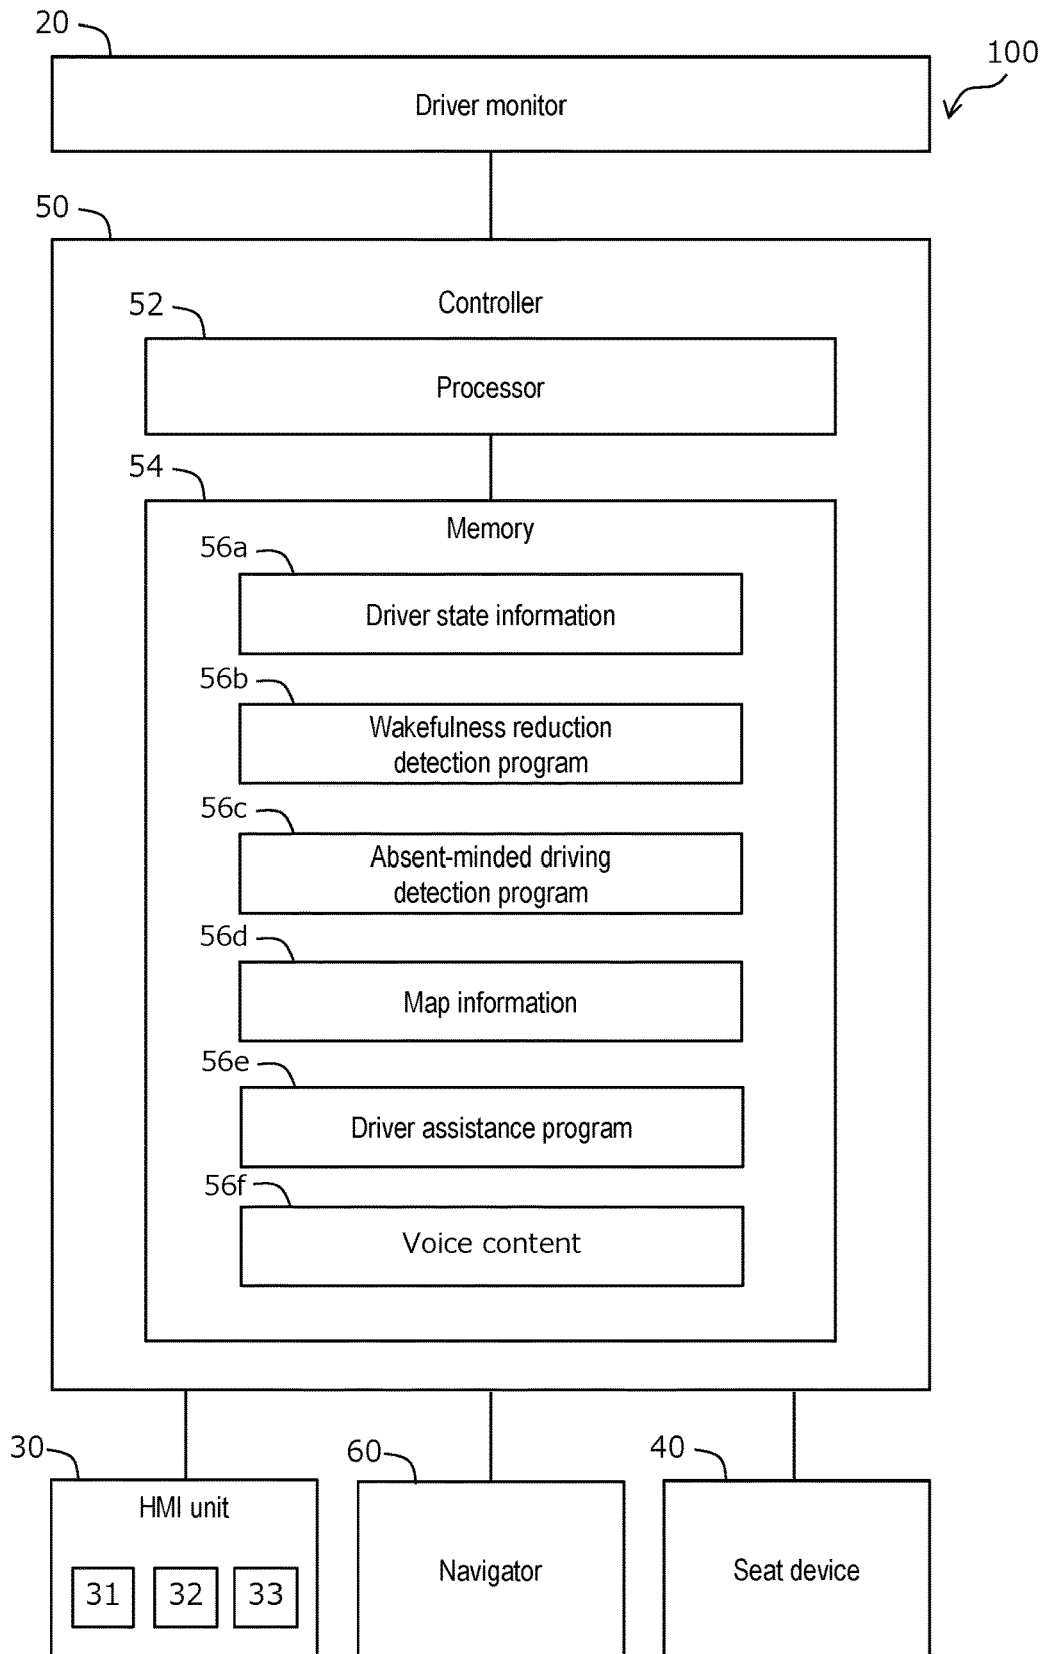 20
100
Driver monitor
50
Controller
52
Processor
54
Memory
56a
Driver state information
56b
Wakefulness reduction
detection program
56c
Absent-minded driving
detection program
56d
Map information
56e
Driver assistance program
56f
Voice content
30
60
40
HMI unit
31 32 33
Navigator
Seat device